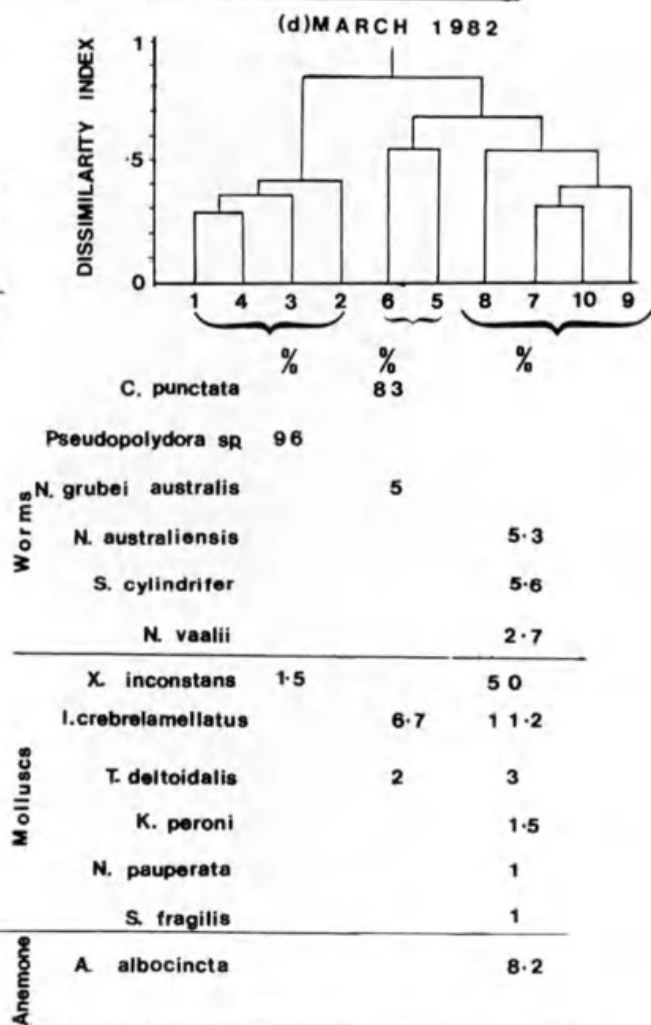 (d)MARCH 1982
DISSIMILARITY INDEX
1
·5
0
1 4 3 2 6 5 8 7 10 9
% % %
Worms
C. punctata 83
Pseudopolydora sp. 96
N. grubei australis 5
N. australiensis 5·3
S. cylindrifer 5·6
N. vaalii 2·7
Molluscs
X. inconstans 1·5 50
I.crebrelamellatus 6·7 11·2
T. deltoidalis 2 3
K. peroni 1·5
N. pauperata 1
S. fragilis 1
Anemone
A. albocincta 8·2